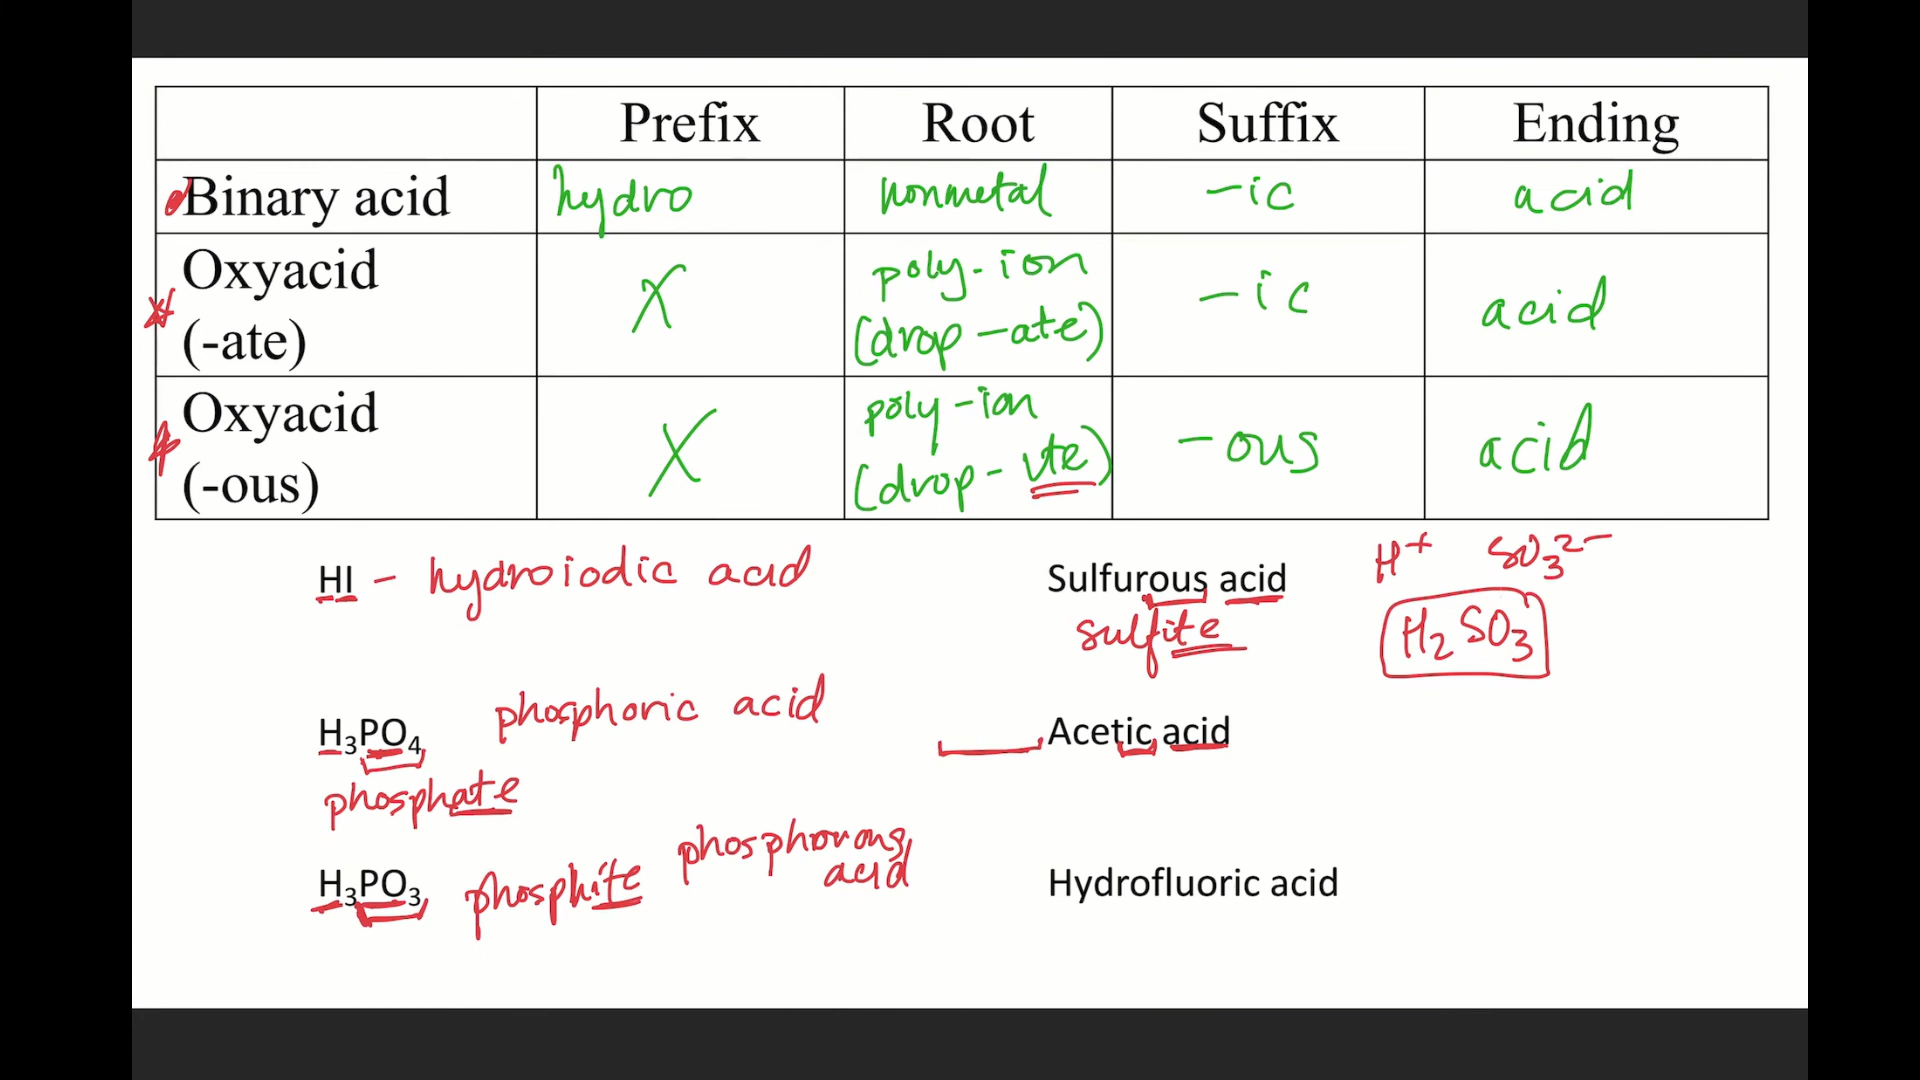 Prefix Root Suffix Ending
Binary acid hydro nonmetal -ic acid
Oxyacid (-ate) X poly-ion (drop -ate) -ic acid
Oxyacid (-ous) X poly-ion (drop -ite) -ous acid
HI - hydroiodic acid
Sulfurous acid
sulfite
H+ SO₃²⁻
H₂SO₃
H₃PO₄ phosphoric acid
phosphate
Acetic acid
H₃PO₃ phosphite phosphorous acid
Hydrofluoric acid